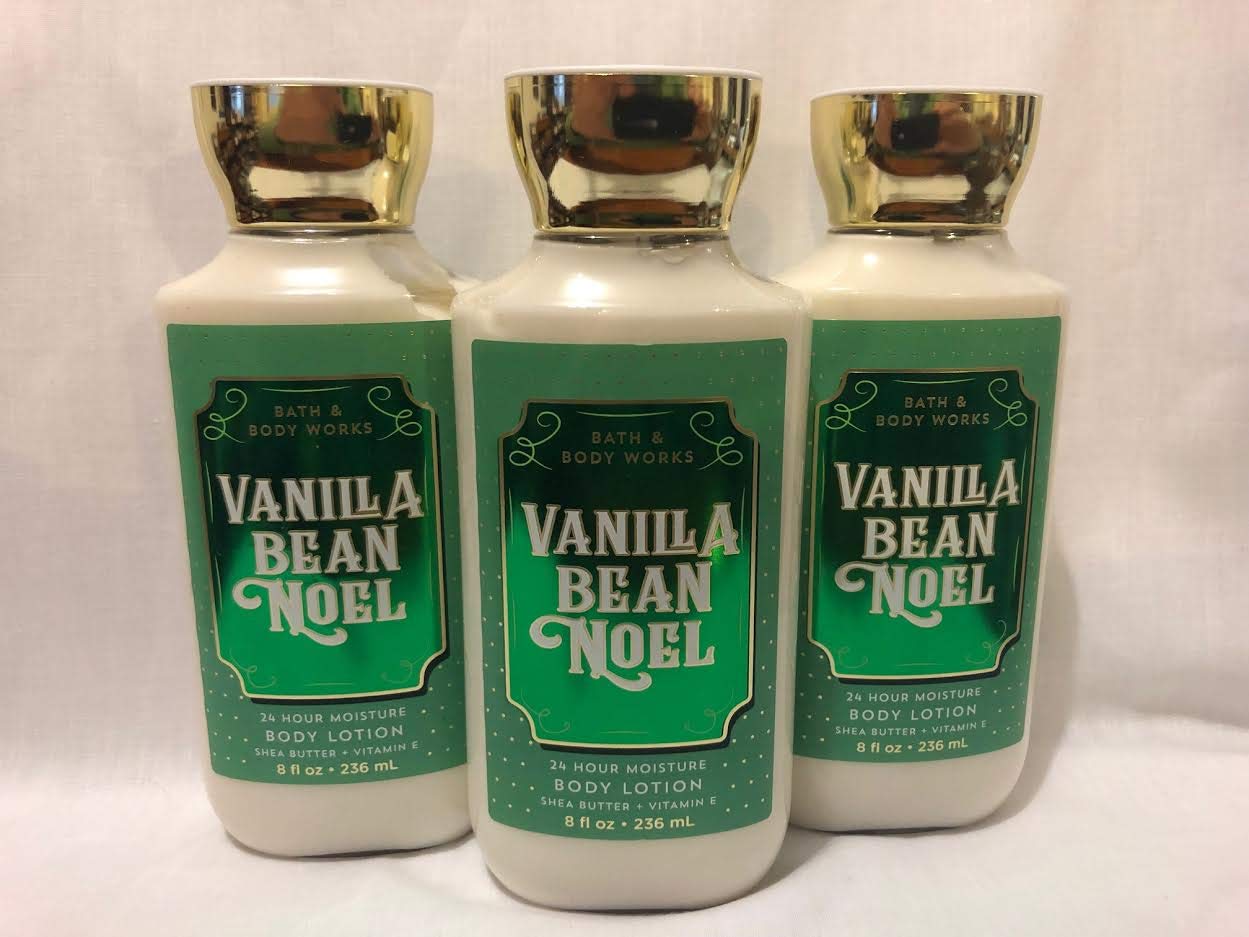 BATH &
BODY WORKS
VANILLA
BEAN
NOEL
24 HOUR MOISTURE
BODY LOTION
SHEA BUTTER + VITAMIN E
8 fl oz • 236 mL
BATH &
BODY WORKS
VANILLA
BEAN
NOEL
24 HOUR MOISTURE
BODY LOTION
SHEA BUTTER + VITAMIN E
8 fl oz • 236 mL
BATH &
BODY WORKS
VANILLA
BEAN
NOEL
24 HOUR MOISTURE
BODY LOTION
SHEA BUTTER + VITAMIN E
8 fl oz • 236 mL